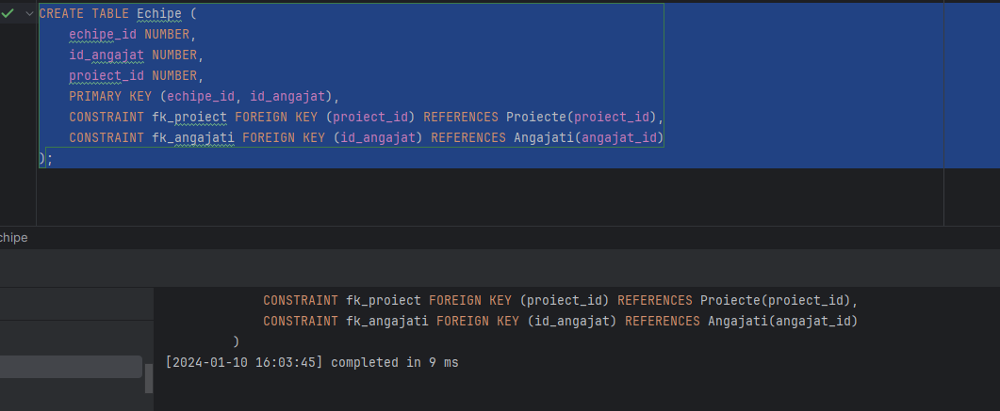 CREATE TABLE Echipe (
echipe_id NUMBER,
id_angajat NUMBER,
proiect_id NUMBER,
PRIMARY KEY (echipe_id, id_angajat),
CONSTRAINT fk_proiect FOREIGN KEY (proiect_id) REFERENCES Proiecte(proiect_id),
CONSTRAINT fk_angajati FOREIGN KEY (id_angajat) REFERENCES Angajati(angajat_id)
);
chipe
CONSTRAINT fk_proiect FOREIGN KEY (proiect_id) REFERENCES Proiecte(proiect_id),
CONSTRAINT fk_angajati FOREIGN KEY (id_angajat) REFERENCES Angajati(angajat_id)
)
[2024-01-10 16:03:45] completed in 9 ms